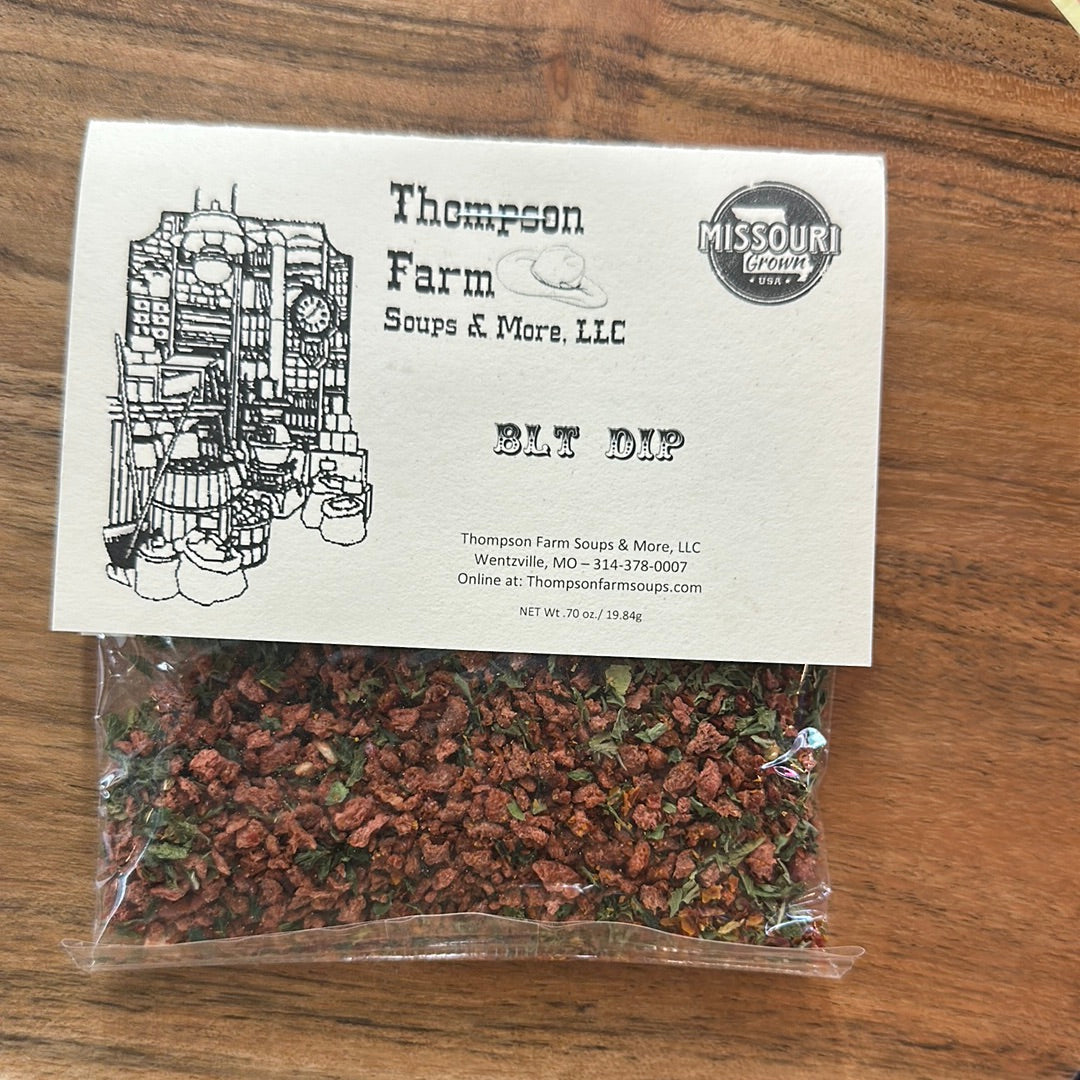 Thompson
Farm
Soups & More, LLC
MISSOURI
Grown
USA
BLT DIP
Thompson Farm Soups & More, LLC
Wentzville, MO – 314-378-0007
Online at: Thompsonfarmsoups.com
NET Wt .70 oz./ 19.84g